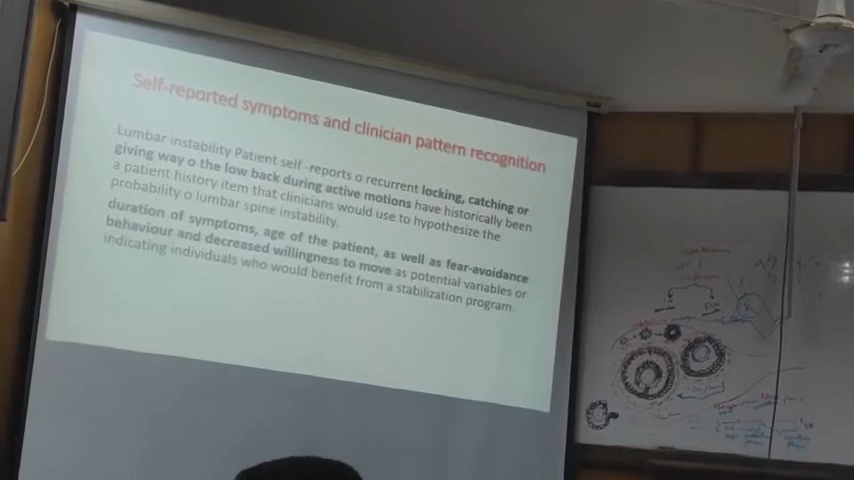 Self-reported symptoms and clinician pattern recognition
Lumbar instability Patient self -reports o recurrent locking, catching or
giving way o the low back during active motions have historically been
a patient history item that clinicians would use to hypothesize the
probability o lumbar spine instability.
duration of symptoms, age of the patient, as well as fear-avoidance
behaviour and decreased willingness to move as potential variables or
indicating individuals who would benefit from a stabilization program.